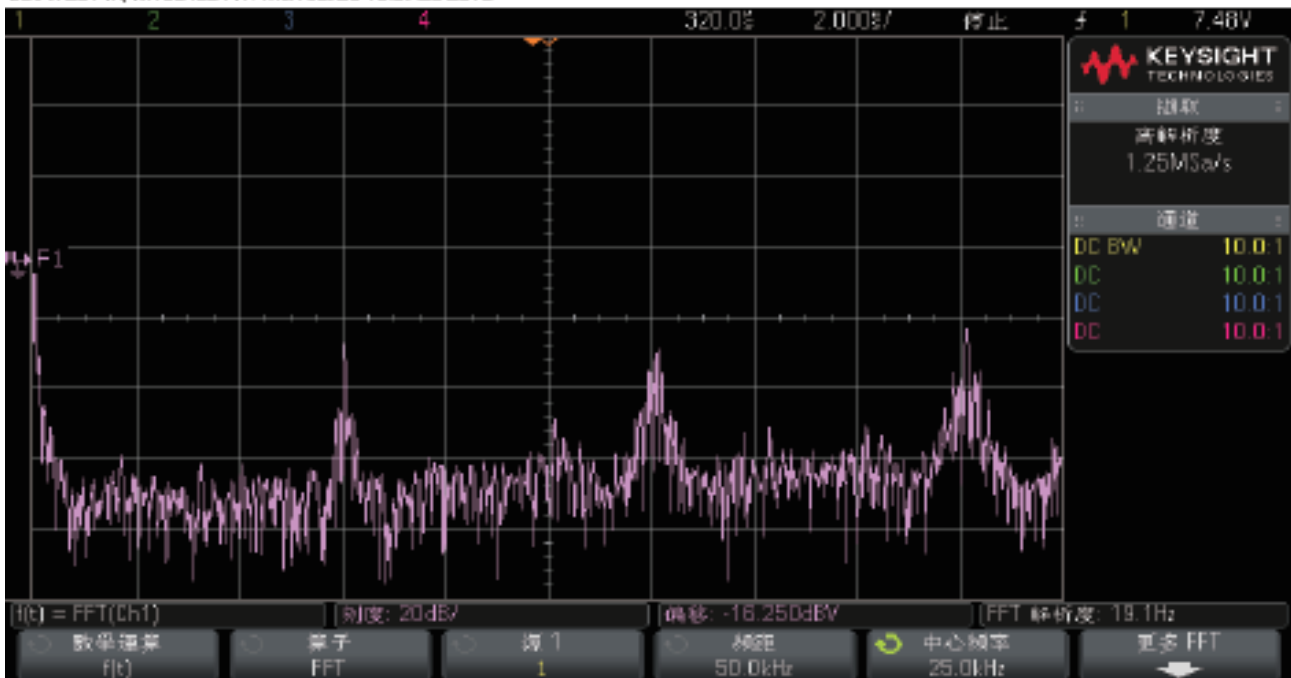 1 2 3 4 320.0s 2.000s/ 停止 1 7.48V
KEYSIGHT
TECHNOLOGIES
擷取
高解析度
1.25MSa/s
通道
DC BW 10.0:1
DC 10.0:1
DC 10.0:1
DC 10.0:1
F1
f(t) = FFT(Ch1) 刻度: 20dB/ 偏移: -16.250dBV FFT 解析度: 19.1Hz
數學運算 算子 源 1 頻距 中心頻率 更多 FFT
f(t) FFT 1 50.0kHz 25.0kHz